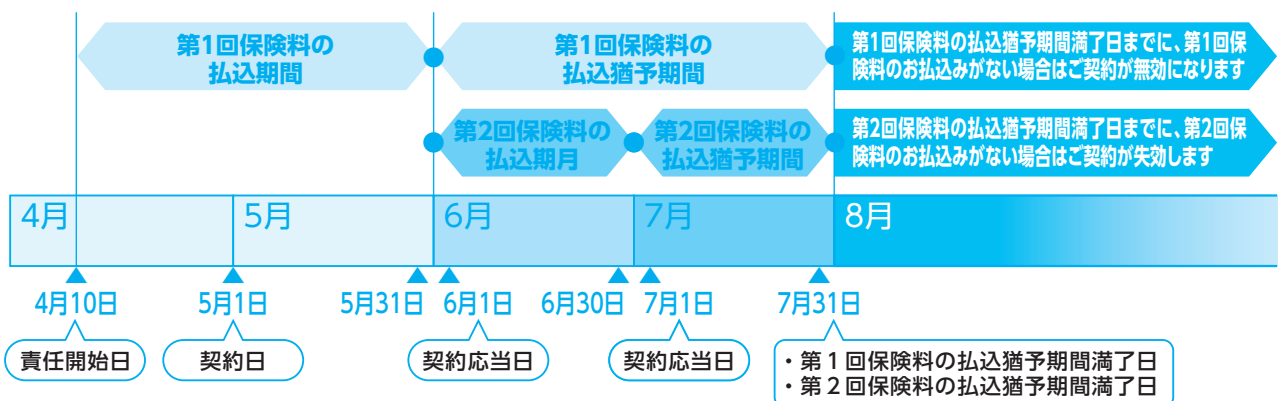 第1回保険料の
払込期間
第1回保険料の
払込猶予期間
第1回保険料の払込猶予期間満了日までに、第1回保
険料のお払込みがない場合はご契約が無効になります
第2回保険料の
払込期月
第2回保険料の
払込猶予期間
第2回保険料の払込猶予期間満了日までに、第2回保
険料のお払込みがない場合はご契約が失効します
4月
5月
6月
7月
8月
4月10日
5月1日
5月31日
6月1日
6月30日
7月1日
7月31日
責任開始日
契約日
契約応当日
契約応当日
・第1回保険料の払込猶予期間満了日
・第2回保険料の払込猶予期間満了日